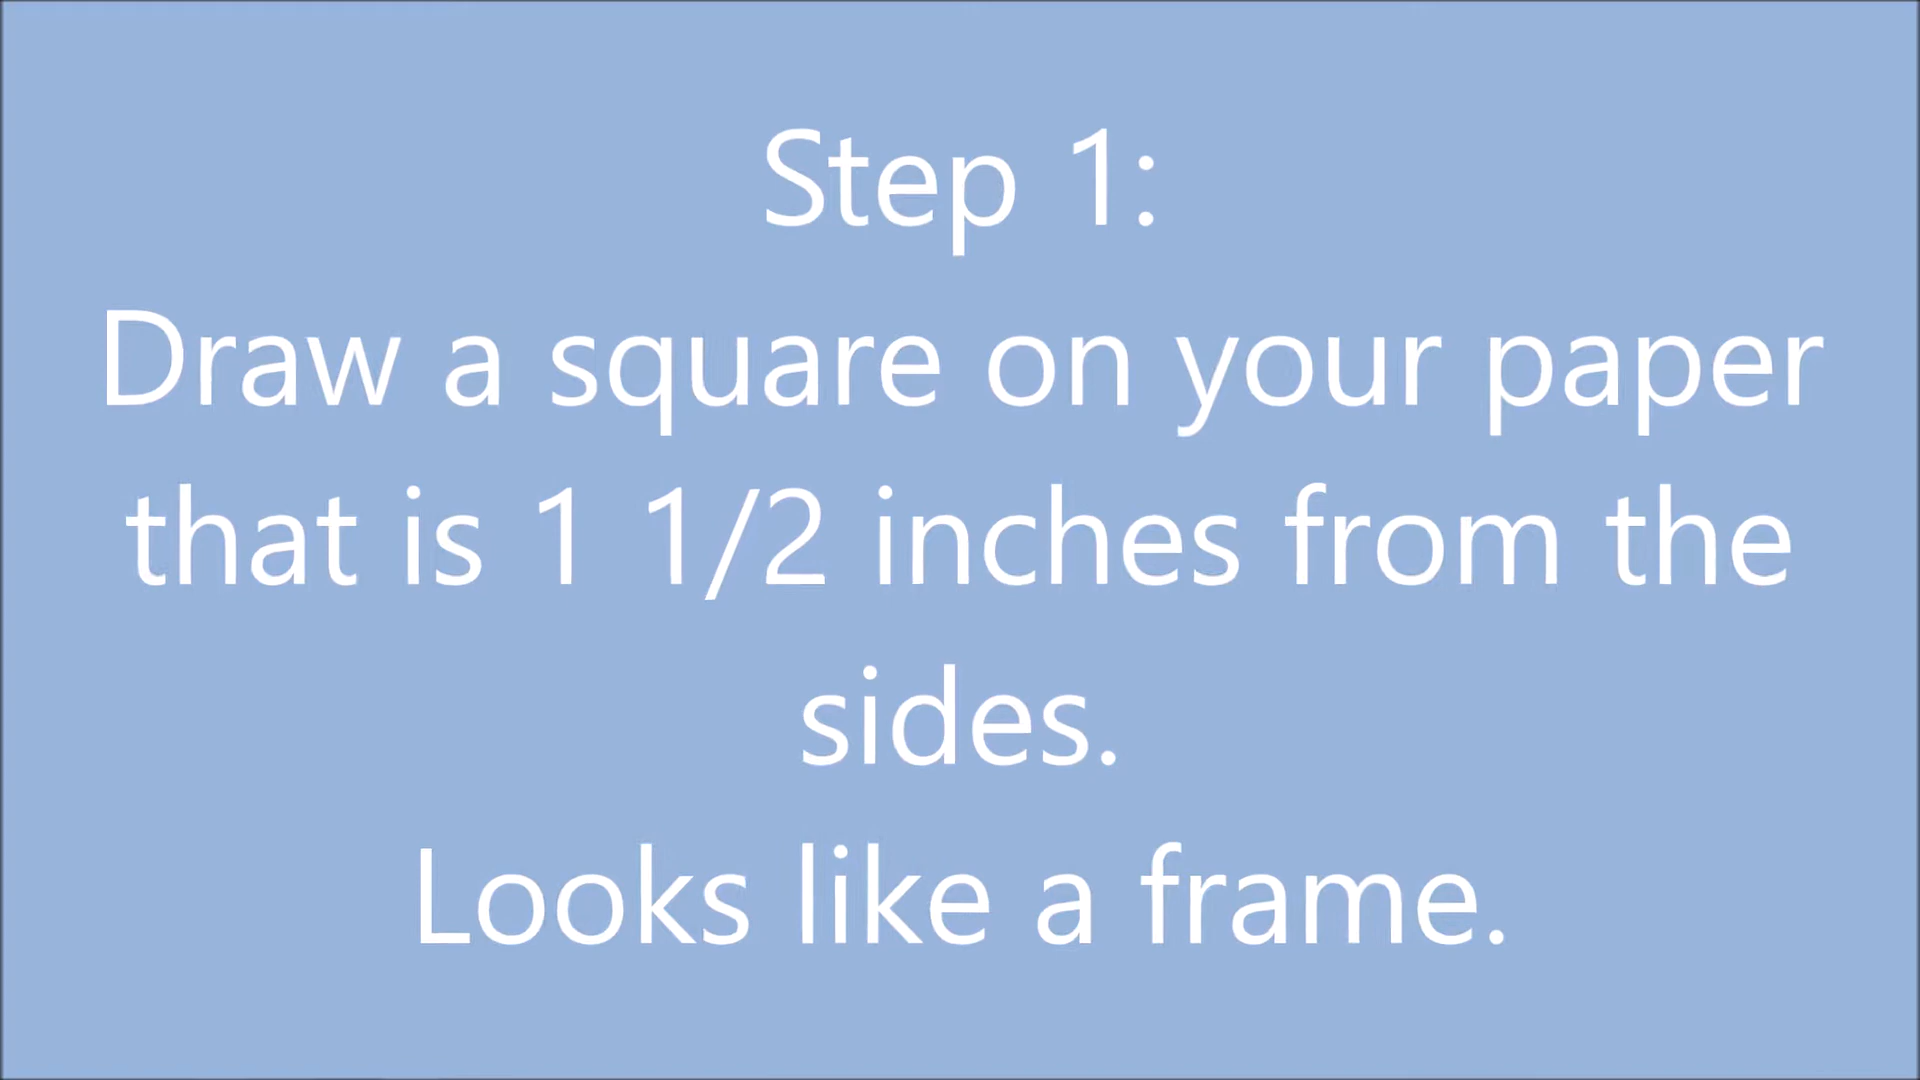 Step 1:
Draw a square on your paper
that is 1 1/2 inches from the
sides.
Looks like a frame.